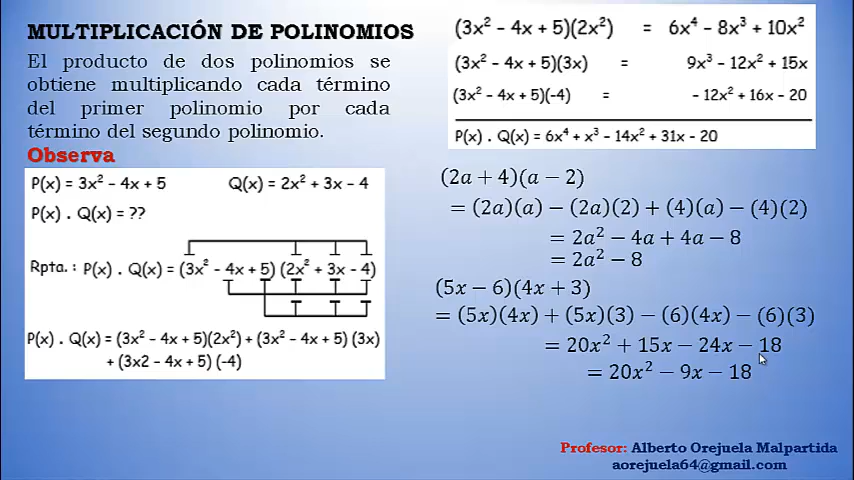 MULTIPLICACIÓN DE POLINOMIOS
El producto de dos polinomios se
obtiene multiplicando cada término
del primer polinomio por cada
término del segundo polinomio.
Observa
P(x) = 3x² - 4x + 5 Q(x) = 2x² + 3x - 4
P(x) . Q(x) = ??
Rpta. : P(x) . Q(x) = (3x² - 4x + 5) (2x² + 3x - 4)
P(x) . Q(x) = (3x² - 4x + 5)(2x²) + (3x² - 4x + 5) (3x)
+ (3x2 - 4x + 5) (-4)
(3x² - 4x + 5)(2x²) = 6x⁴ - 8x³ + 10x²
(3x² - 4x + 5)(3x) = 9x³ - 12x² + 15x
(3x² - 4x + 5)(-4) = - 12x² + 16x - 20
P(x) . Q(x) = 6x⁴ + x³ - 14x² + 31x - 20
(2a + 4)(a − 2)
= (2a)(a) − (2a)(2) + (4)(a) − (4)(2)
= 2a² − 4a + 4a − 8
= 2a² − 8
(5x − 6)(4x + 3)
= (5x)(4x) + (5x)(3) − (6)(4x) − (6)(3)
= 20x² + 15x − 24x − 18
= 20x² − 9x − 18
Profesor: Alberto Orejuela Malpartida
aorejuela64@gmail.com